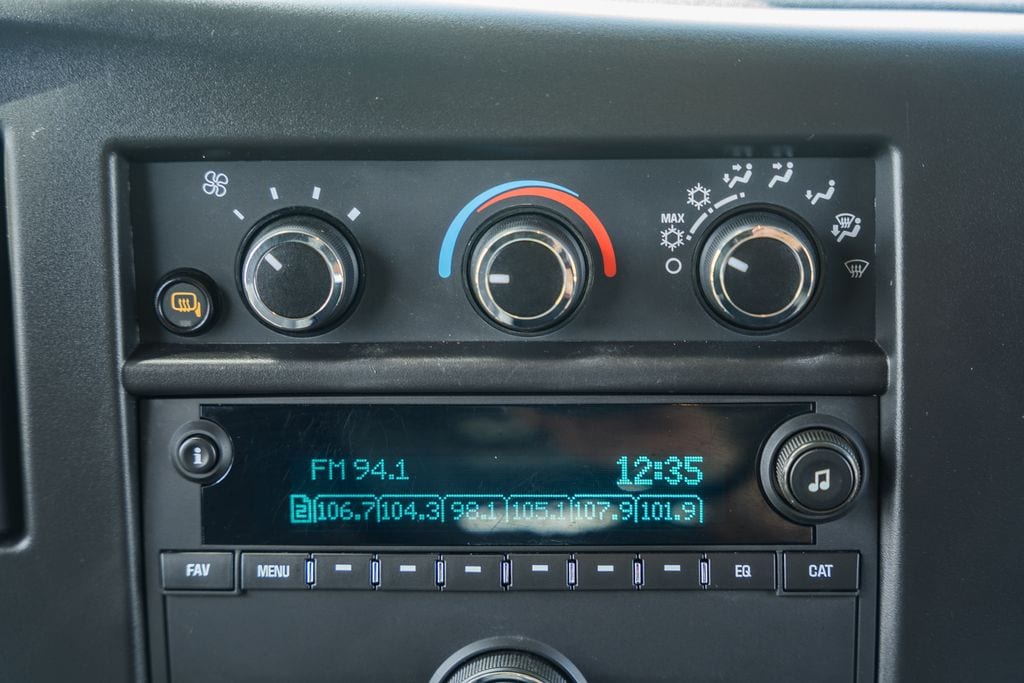 MAX
FM 94.1 12:35
2 106.7 104.3 98.1 105.1 107.9 101.9
i
FAV MENU EQ CAT